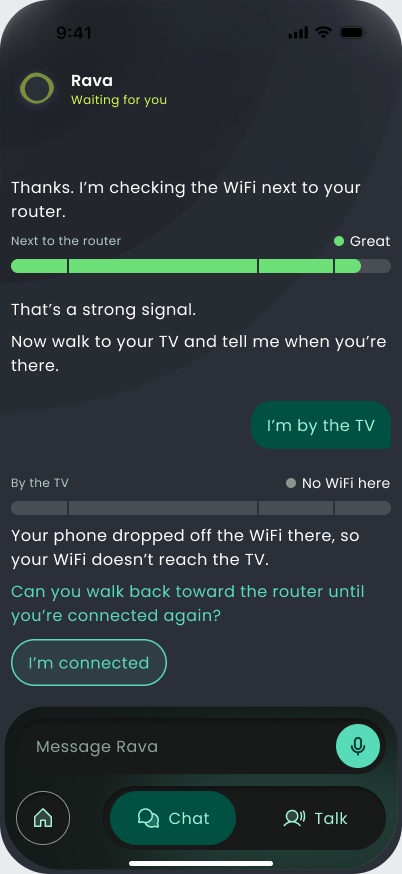 9:41
Rava
Waiting for you
Thanks. I’m checking the WiFi next to your
router.
Next to the router
Great
That’s a strong signal.
Now walk to your TV and tell me when you’re
there.
I’m by the TV
By the TV
No WiFi here
Your phone dropped off the WiFi there, so
your WiFi doesn’t reach the TV.
Can you walk back toward the router until
you’re connected again?
I’m connected
Message Rava
Chat
Talk